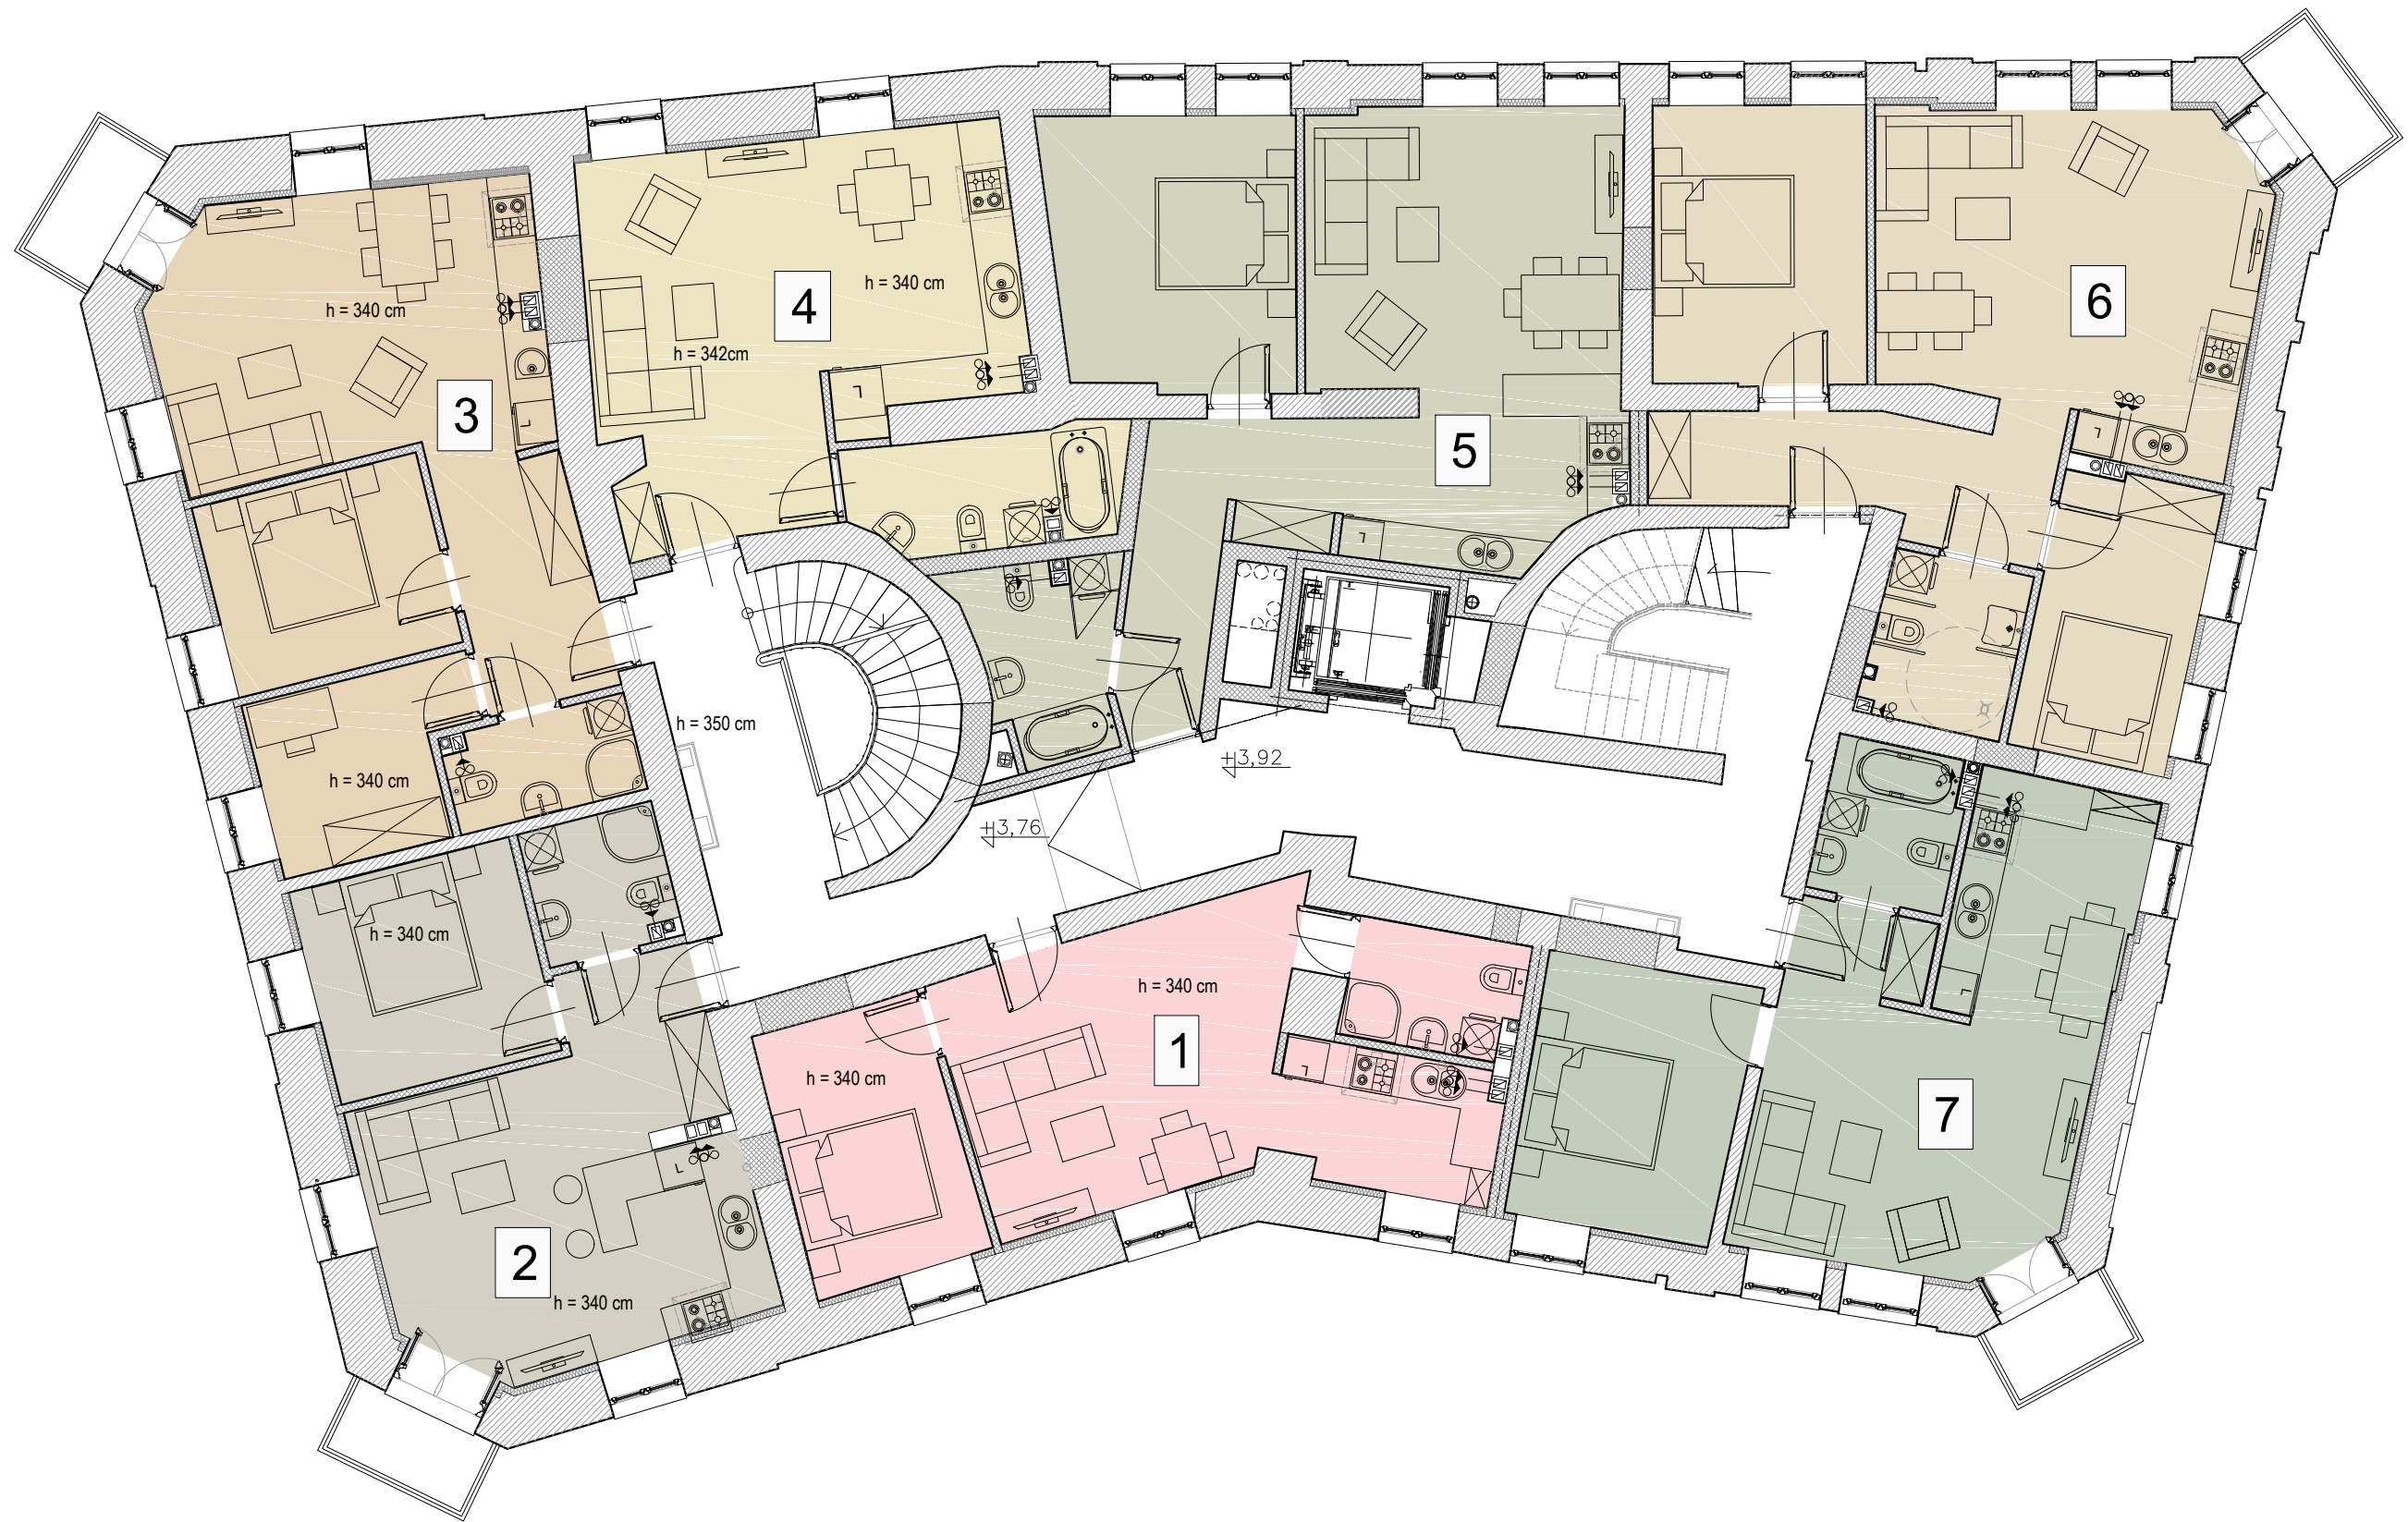 h = 340 cm
3
4
h = 340 cm
h = 342cm
L
L
5
L
6
L
h = 340 cm
h = 350 cm
+3,92
+3,76
h = 340 cm
2
L
h = 340 cm
h = 340 cm
h = 340 cm
1
L
7
L